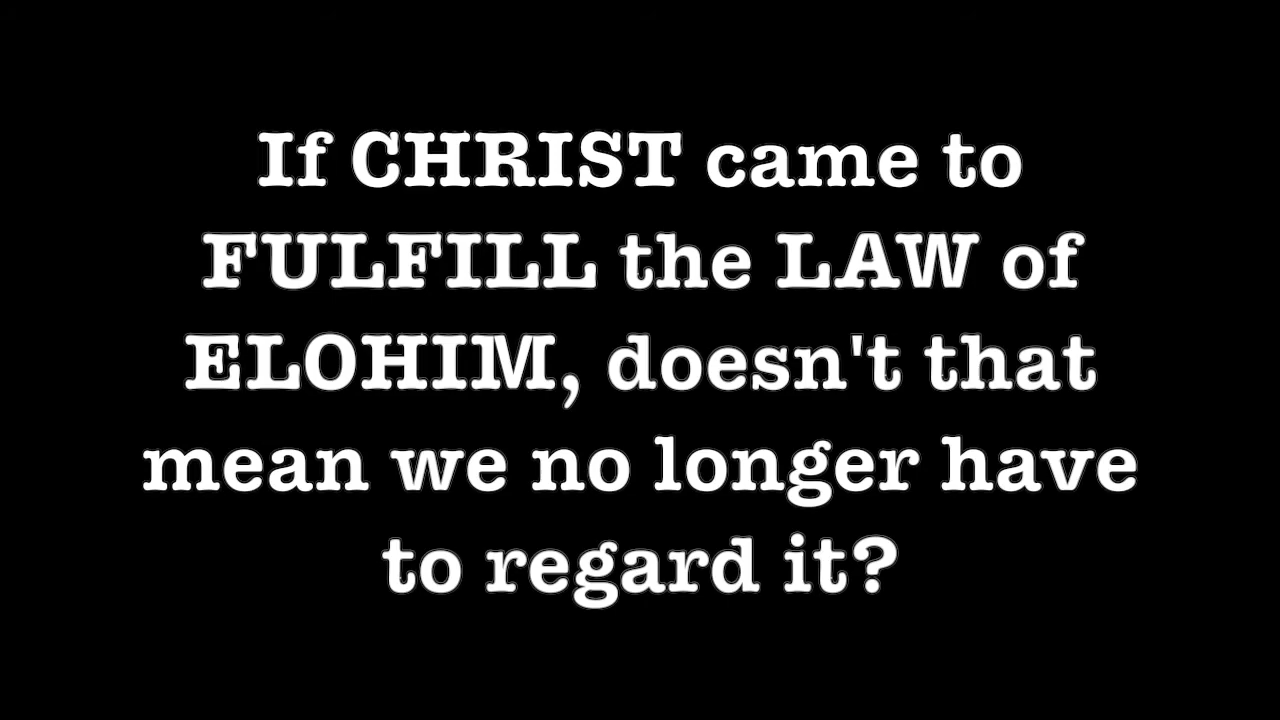 If CHRIST came to
FULFILL the LAW of
ELOHIM, doesn't that
mean we no longer have
to regard it?